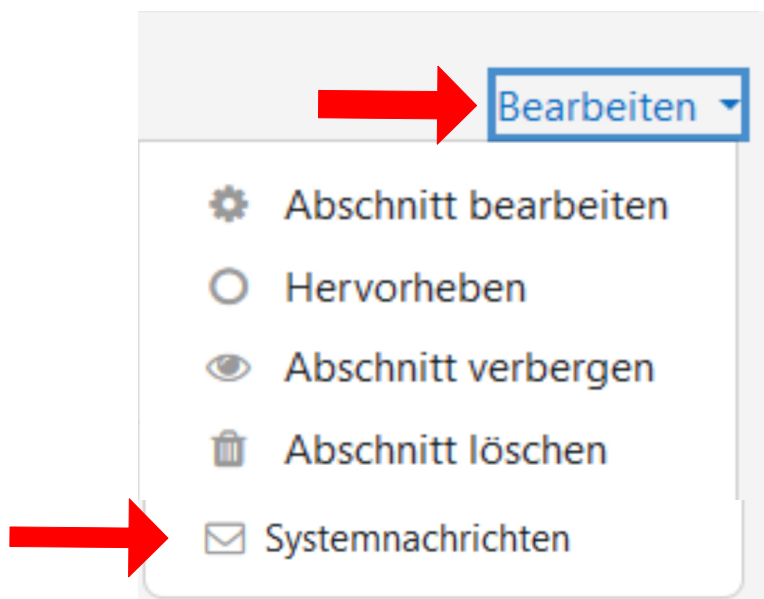 Bearbeiten
Abschnitt bearbeiten
Hervorheben
Abschnitt verbergen
Abschnitt löschen
Systemnachrichten